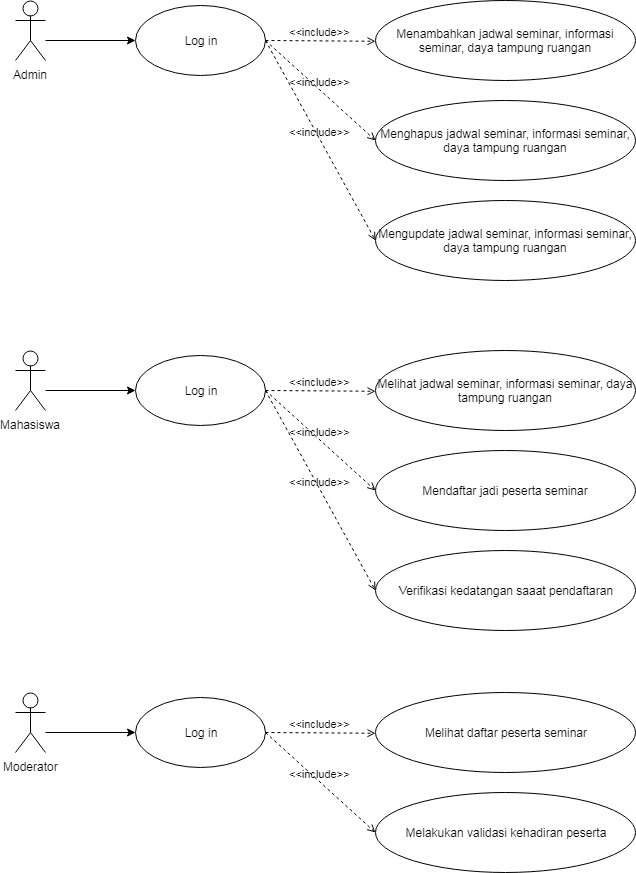 Admin
Log in
<<include>>
Menambahkan jadwal seminar, informasi
seminar, daya tampung ruangan
<<include>>
Menghapus jadwal seminar, informasi seminar,
daya tampung ruangan
<<include>>
Mengupdate jadwal seminar, informasi seminar,
daya tampung ruangan
Mahasiswa
Log in
<<include>>
Melihat jadwal seminar, informasi seminar, daya
tampung ruangan
<<include>>
Mendaftar jadi peserta seminar
<<include>>
Verifikasi kedatangan saaat pendaftaran
Moderator
Log in
<<include>>
Melihat daftar peserta seminar
<<include>>
Melakukan validasi kehadiran peserta